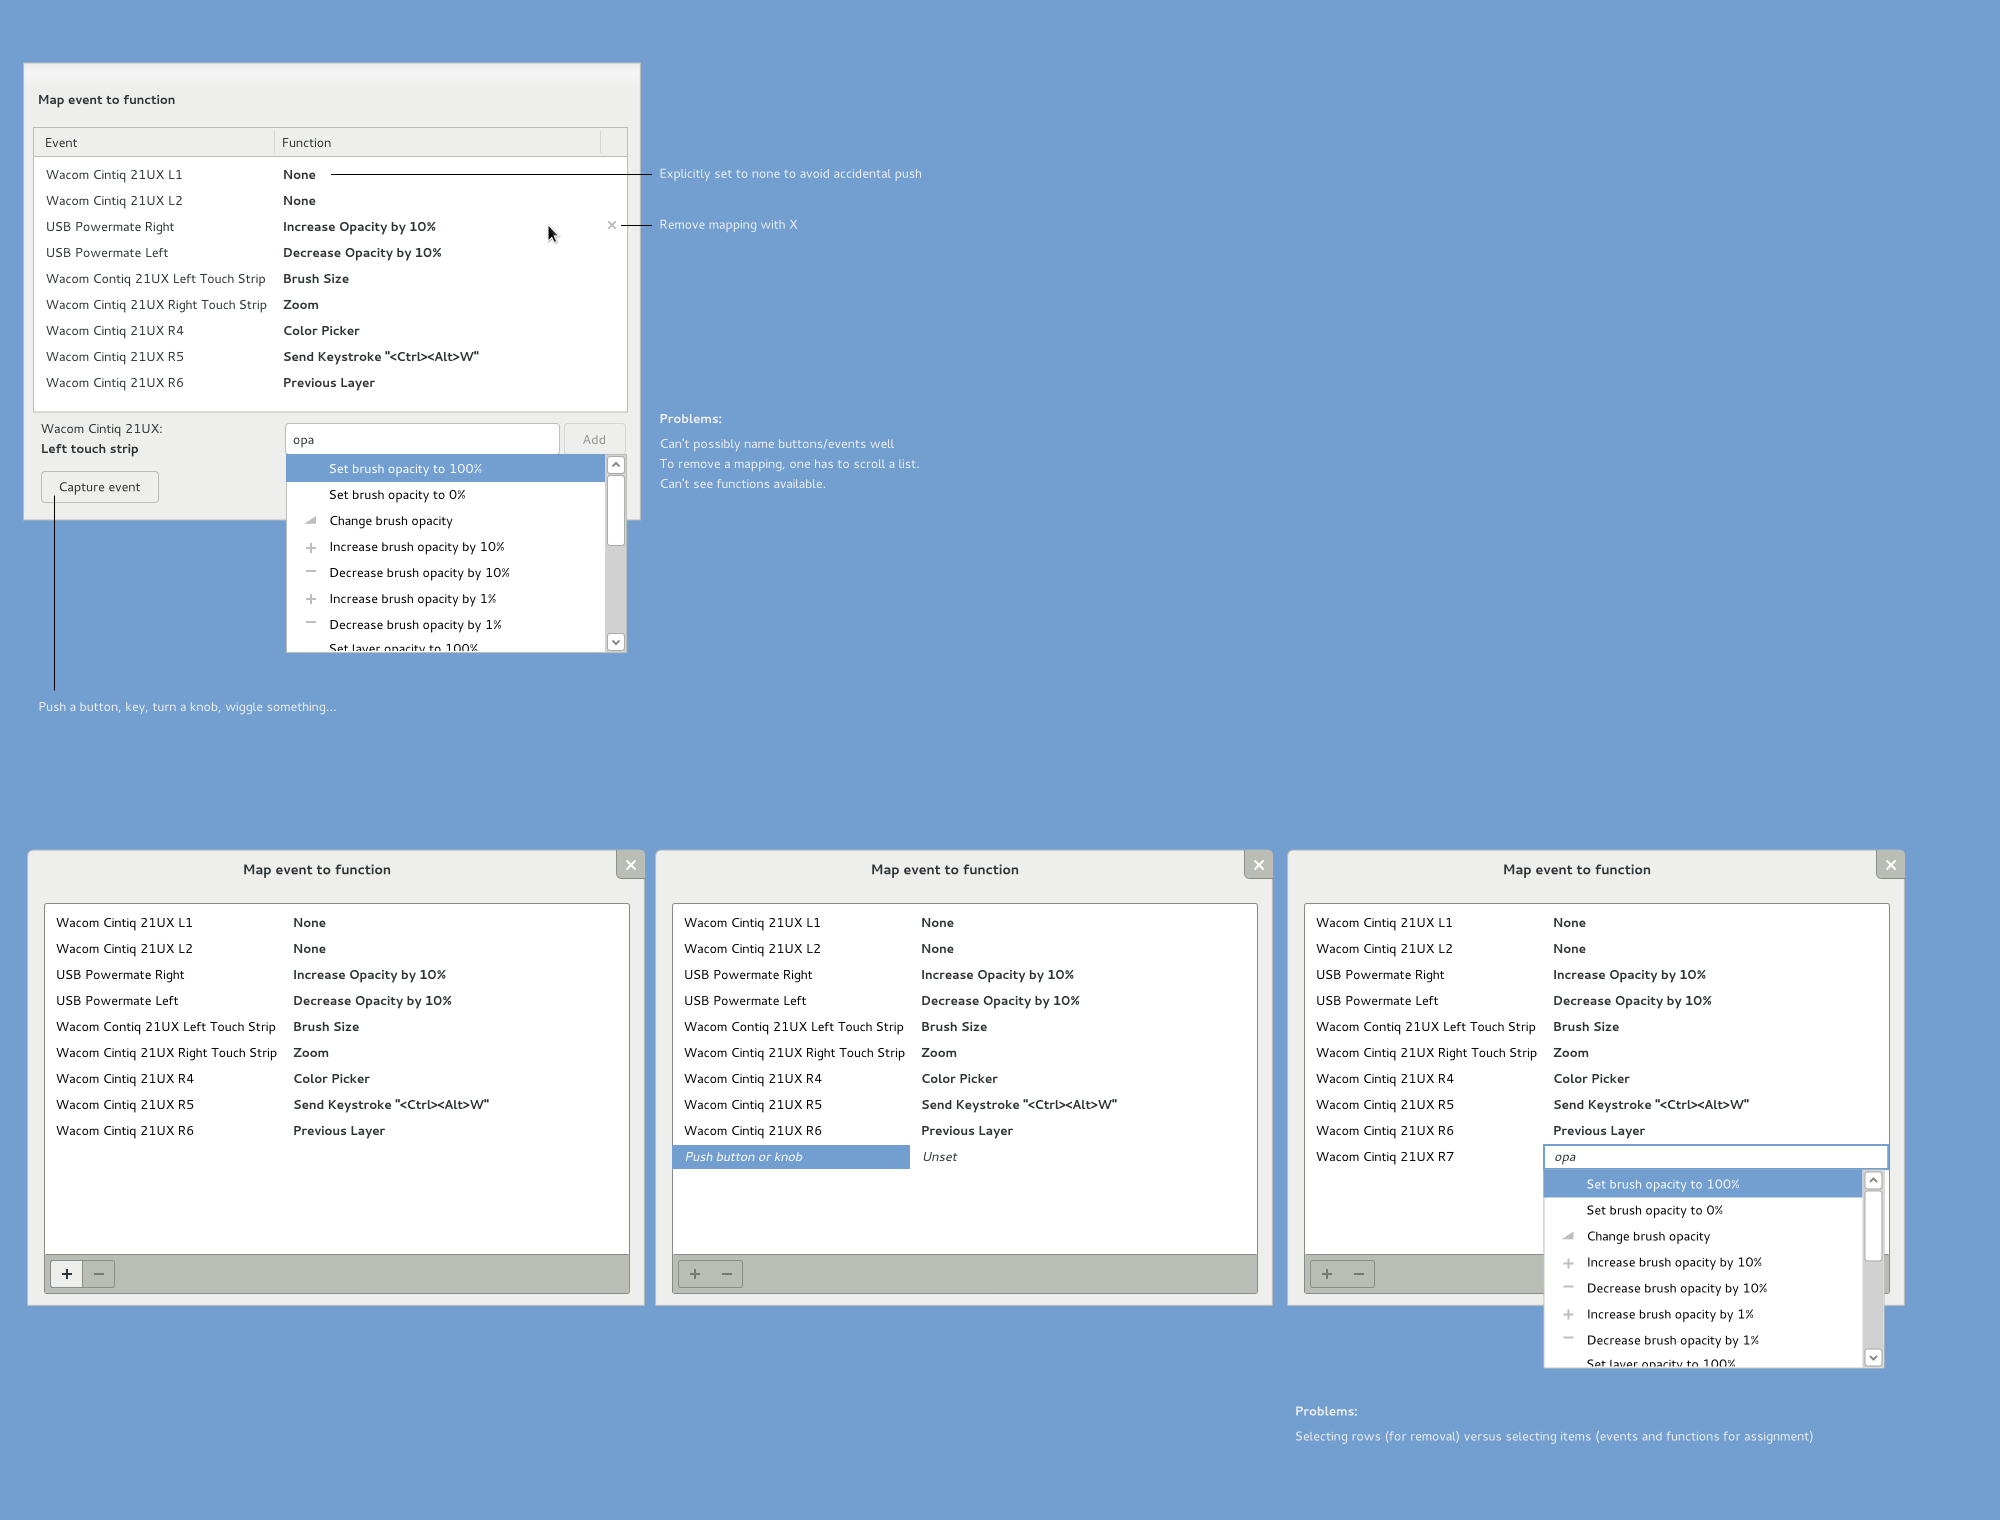 Map event to function
Event Function
Wacom Cintiq 21UX L1 None
Explicitly set to none to avoid accidental push
Wacom Cintiq 21UX L2 None
USB Powermate Right Increase Opacity by 10%
Remove mapping with X
USB Powermate Left Decrease Opacity by 10%
Wacom Contiq 21UX Left Touch Strip Brush Size
Wacom Cintiq 21UX Right Touch Strip Zoom
Wacom Cintiq 21UX R4 Color Picker
Wacom Cintiq 21UX R5 Send Keystroke "<Ctrl><Alt>W"
Wacom Cintiq 21UX R6 Previous Layer
Wacom Cintiq 21UX:
Left touch strip
opa Add
Capture event
Set brush opacity to 100%
Set brush opacity to 0%
Change brush opacity
Increase brush opacity by 10%
Decrease brush opacity by 10%
Increase brush opacity by 1%
Decrease brush opacity by 1%
Set layer opacity to 100%
Problems:
Can't possibly name buttons/events well
To remove a mapping, one has to scroll a list.
Can't see functions available.
Push a button, key, turn a knob, wiggle something...
Map event to function
Wacom Cintiq 21UX L1 None
Wacom Cintiq 21UX L2 None
USB Powermate Right Increase Opacity by 10%
USB Powermate Left Decrease Opacity by 10%
Wacom Contiq 21UX Left Touch Strip Brush Size
Wacom Cintiq 21UX Right Touch Strip Zoom
Wacom Cintiq 21UX R4 Color Picker
Wacom Cintiq 21UX R5 Send Keystroke "<Ctrl><Alt>W"
Wacom Cintiq 21UX R6 Previous Layer
Map event to function
Wacom Cintiq 21UX L1 None
Wacom Cintiq 21UX L2 None
USB Powermate Right Increase Opacity by 10%
USB Powermate Left Decrease Opacity by 10%
Wacom Contiq 21UX Left Touch Strip Brush Size
Wacom Cintiq 21UX Right Touch Strip Zoom
Wacom Cintiq 21UX R4 Color Picker
Wacom Cintiq 21UX R5 Send Keystroke "<Ctrl><Alt>W"
Wacom Cintiq 21UX R6 Previous Layer
Push button or knob Unset
Map event to function
Wacom Cintiq 21UX L1 None
Wacom Cintiq 21UX L2 None
USB Powermate Right Increase Opacity by 10%
USB Powermate Left Decrease Opacity by 10%
Wacom Contiq 21UX Left Touch Strip Brush Size
Wacom Cintiq 21UX Right Touch Strip Zoom
Wacom Cintiq 21UX R4 Color Picker
Wacom Cintiq 21UX R5 Send Keystroke "<Ctrl><Alt>W"
Wacom Cintiq 21UX R6 Previous Layer
Wacom Cintiq 21UX R7 opa
Set brush opacity to 100%
Set brush opacity to 0%
Change brush opacity
Increase brush opacity by 10%
Decrease brush opacity by 10%
Increase brush opacity by 1%
Decrease brush opacity by 1%
Set layer opacity to 100%
Problems:
Selecting rows (for removal) versus selecting items (events and functions for assignment)